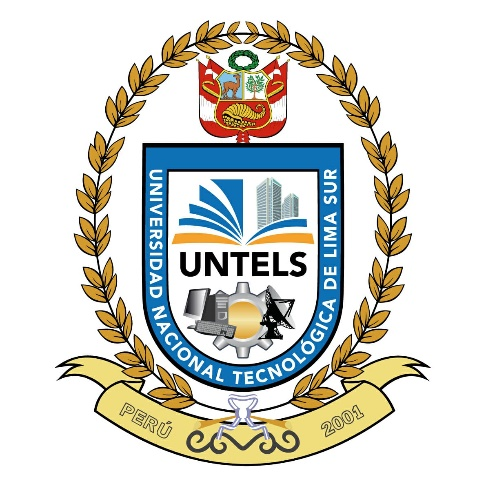 UNIVERSIDAD NACIONAL TECNOLÓGICA DE LIMA SUR
UNTELS
PERÚ 2001